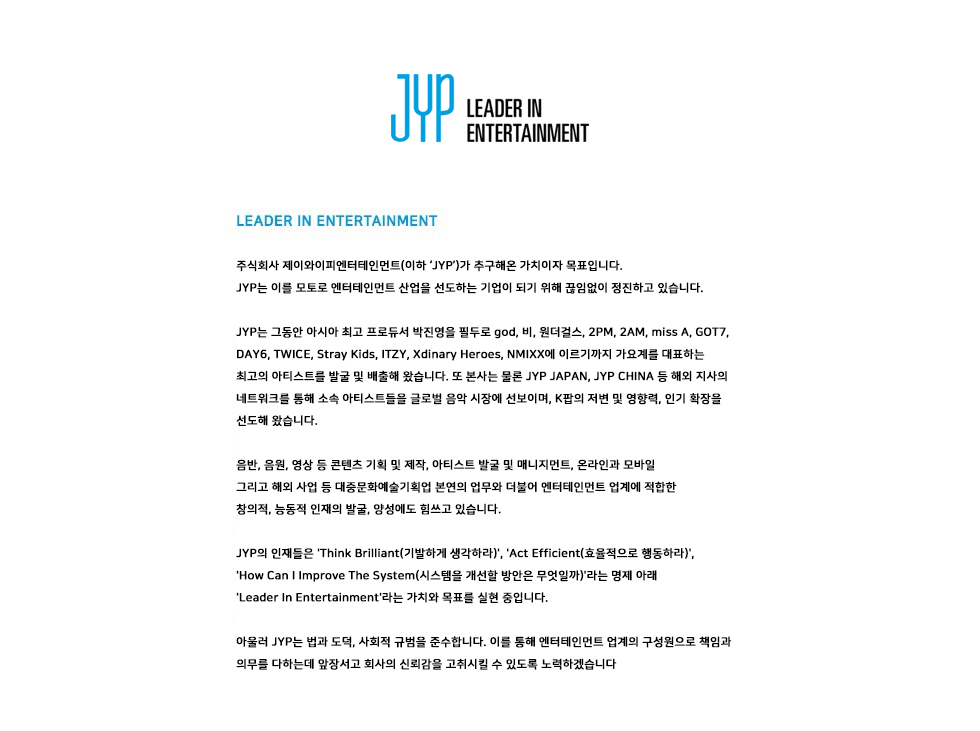 JYP LEADER IN
ENTERTAINMENT
LEADER IN ENTERTAINMENT
주식회사 제이와이피엔터테인먼트(이하 ‘JYP’)가 추구해온 가치이자 목표입니다.
JYP는 이를 모토로 엔터테인먼트 산업을 선도하는 기업이 되기 위해 끊임없이 정진하고 있습니다.
JYP는 그동안 아시아 최고 프로듀서 박진영을 필두로 god, 비, 원더걸스, 2PM, 2AM, miss A, GOT7,
DAY6, TWICE, Stray Kids, ITZY, Xdinary Heroes, NMIXX에 이르기까지 가요계를 대표하는
최고의 아티스트를 발굴 및 배출해 왔습니다. 또 본사는 물론 JYP JAPAN, JYP CHINA 등 해외 지사의
네트워크를 통해 소속 아티스트들을 글로벌 음악 시장에 선보이며, K팝의 저변 및 영향력, 인기 확장을
선도해 왔습니다.
음반, 음원, 영상 등 콘텐츠 기획 및 제작, 아티스트 발굴 및 매니지먼트, 온라인과 모바일
그리고 해외 사업 등 대중문화예술기획업 본연의 업무와 더불어 엔터테인먼트 업계에 적합한
창의적, 능동적 인재의 발굴, 양성에도 힘쓰고 있습니다.
JYP의 인재들은 'Think Brilliant(기발하게 생각하라)', 'Act Efficient(효율적으로 행동하라)',
'How Can I Improve The System(시스템을 개선할 방안은 무엇일까)'라는 명제 아래
'Leader In Entertainment'라는 가치와 목표를 실현 중입니다.
아울러 JYP는 법과 도덕, 사회적 규범을 준수합니다. 이를 통해 엔터테인먼트 업계의 구성원으로 책임과
의무를 다하는데 앞장서고 회사의 신뢰감을 고취시킬 수 있도록 노력하겠습니다